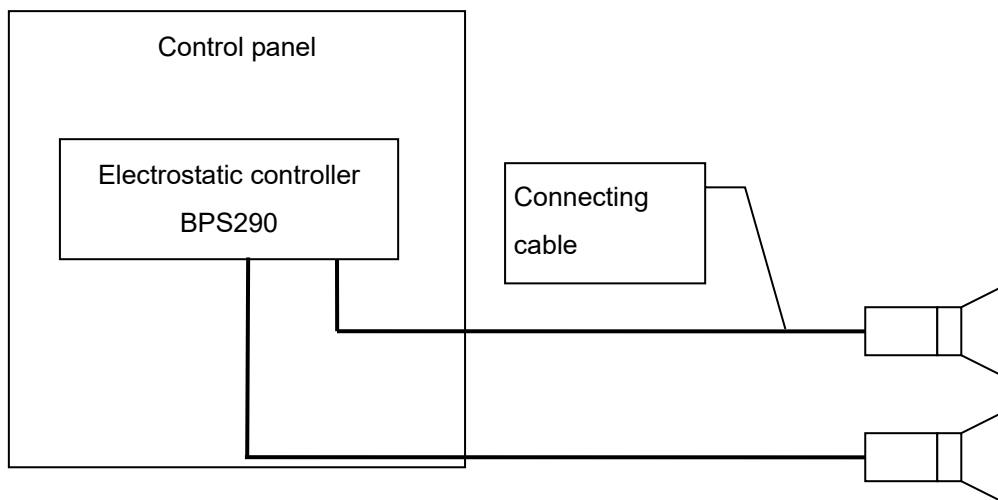 Control panel
Electrostatic controller
BPS290
Connecting
cable